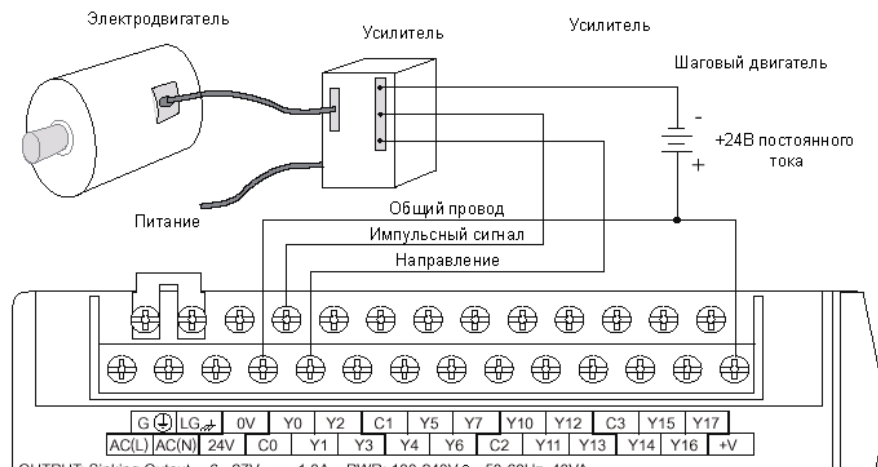 Электродвигатель
Усилитель
Усилитель
Шаговый двигатель
-
+24В постоянного
тока
+
Питание
Общий провод
Импульсный сигнал
Направление
G LG 0V Y0 Y2 C1 Y5 Y7 Y10 Y12 C3 Y15 Y17
AC(L) AC(N) 24V C0 Y1 Y3 Y4 Y6 C2 Y11 Y13 Y14 Y16 +V